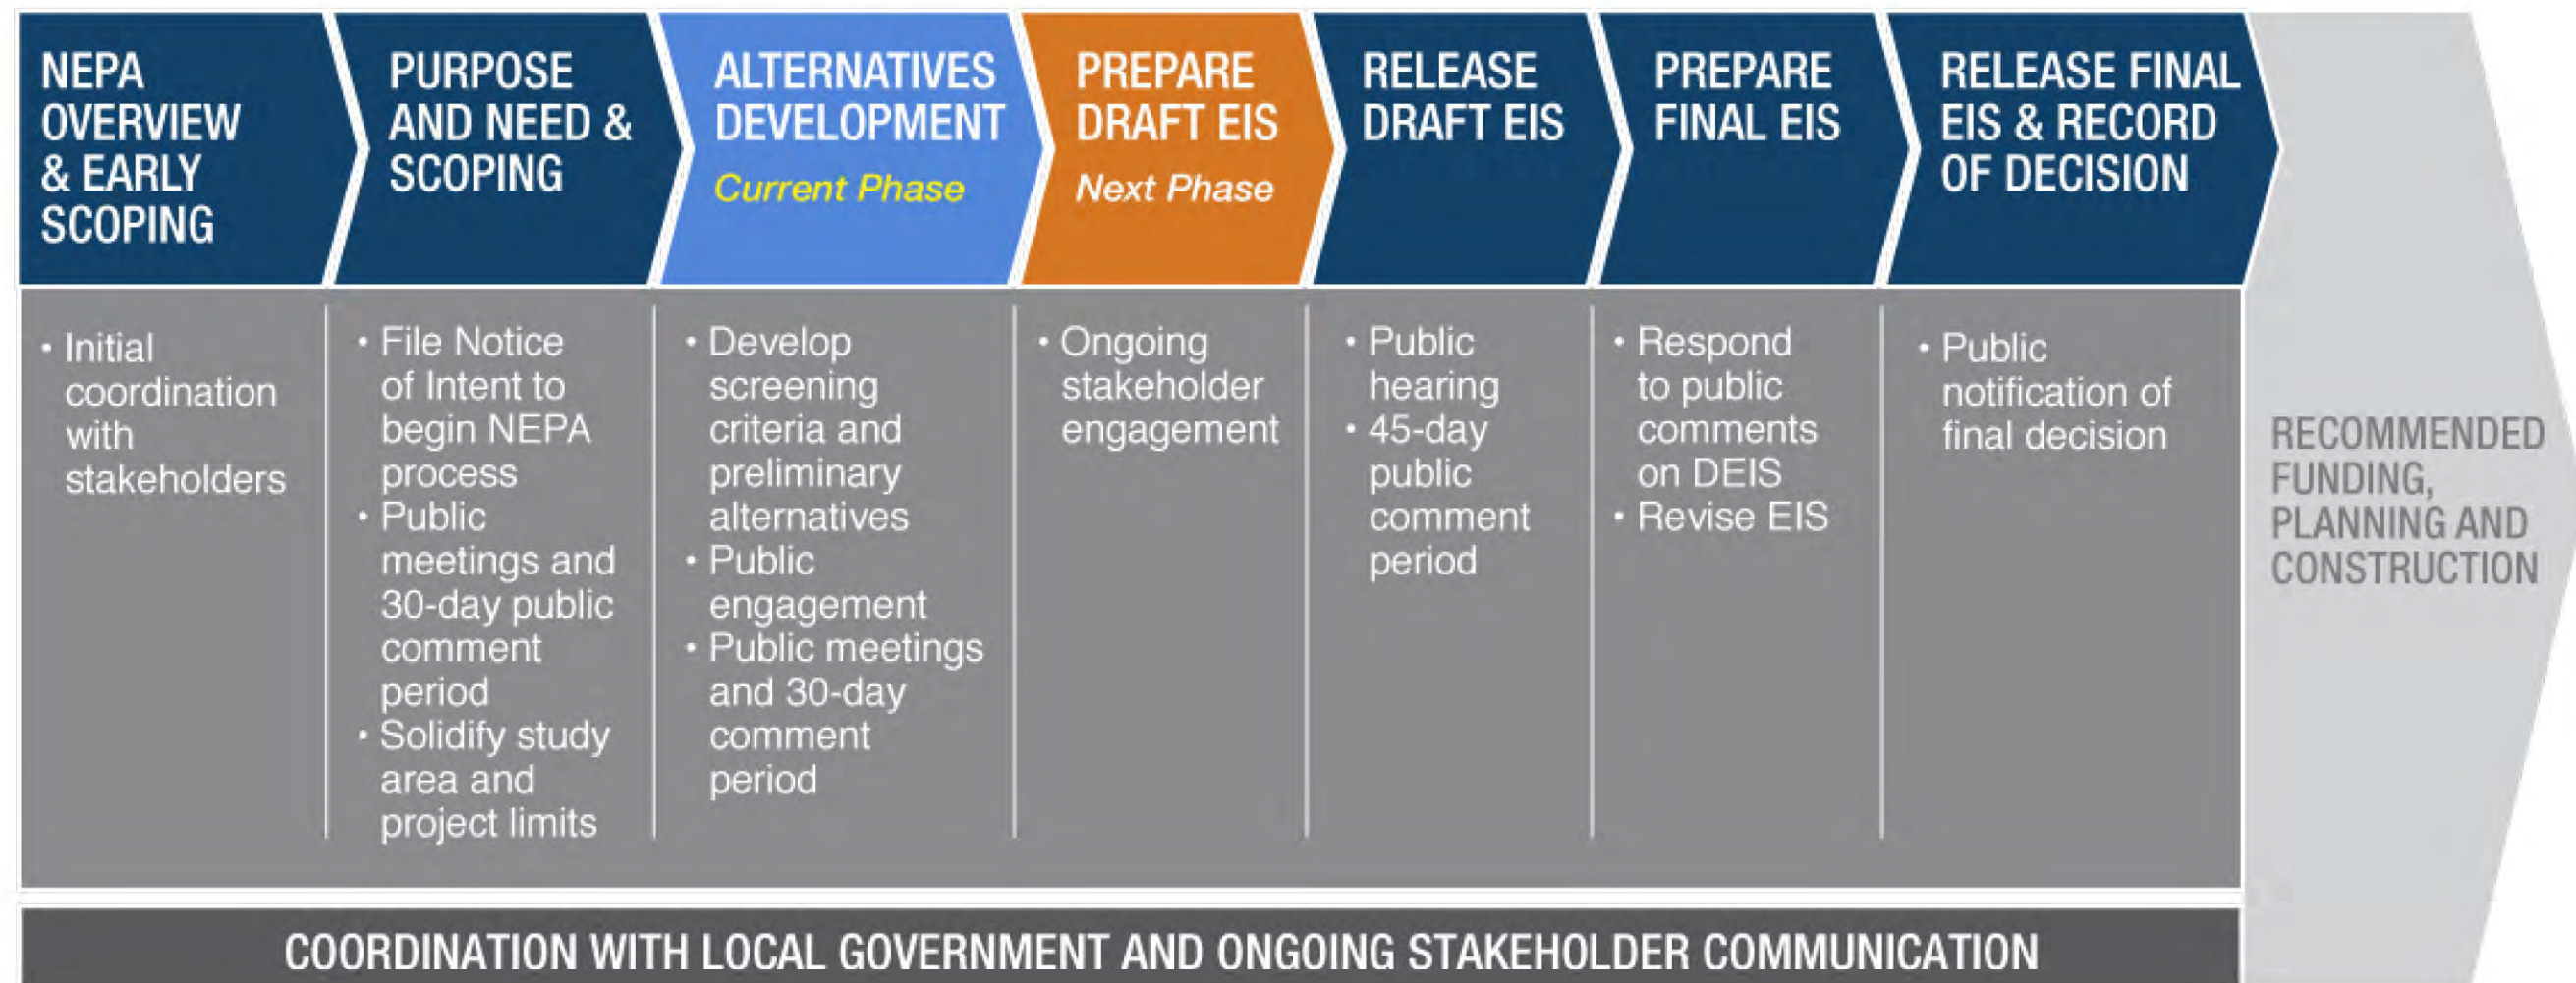 NEPA
OVERVIEW
& EARLY
SCOPING
PURPOSE
AND NEED &
SCOPING
ALTERNATIVES
DEVELOPMENT
Current Phase
PREPARE
DRAFT EIS
Next Phase
RELEASE
DRAFT EIS
PREPARE
FINAL EIS
RELEASE FINAL
EIS & RECORD
OF DECISION
• Initial
coordination
with
stakeholders
• File Notice
of Intent to
begin NEPA
process
• Public
meetings and
30-day public
comment
period
• Solidify study
area and
project limits
• Develop
screening
criteria and
preliminary
alternatives
• Public
engagement
• Public meetings
and 30-day
comment
period
• Ongoing
stakeholder
engagement
• Public
hearing
• 45-day
public
comment
period
• Respond
to public
comments
on DEIS
• Revise EIS
• Public
notification of
final decision
RECOMMENDED
FUNDING,
PLANNING AND
CONSTRUCTION
COORDINATION WITH LOCAL GOVERNMENT AND ONGOING STAKEHOLDER COMMUNICATION